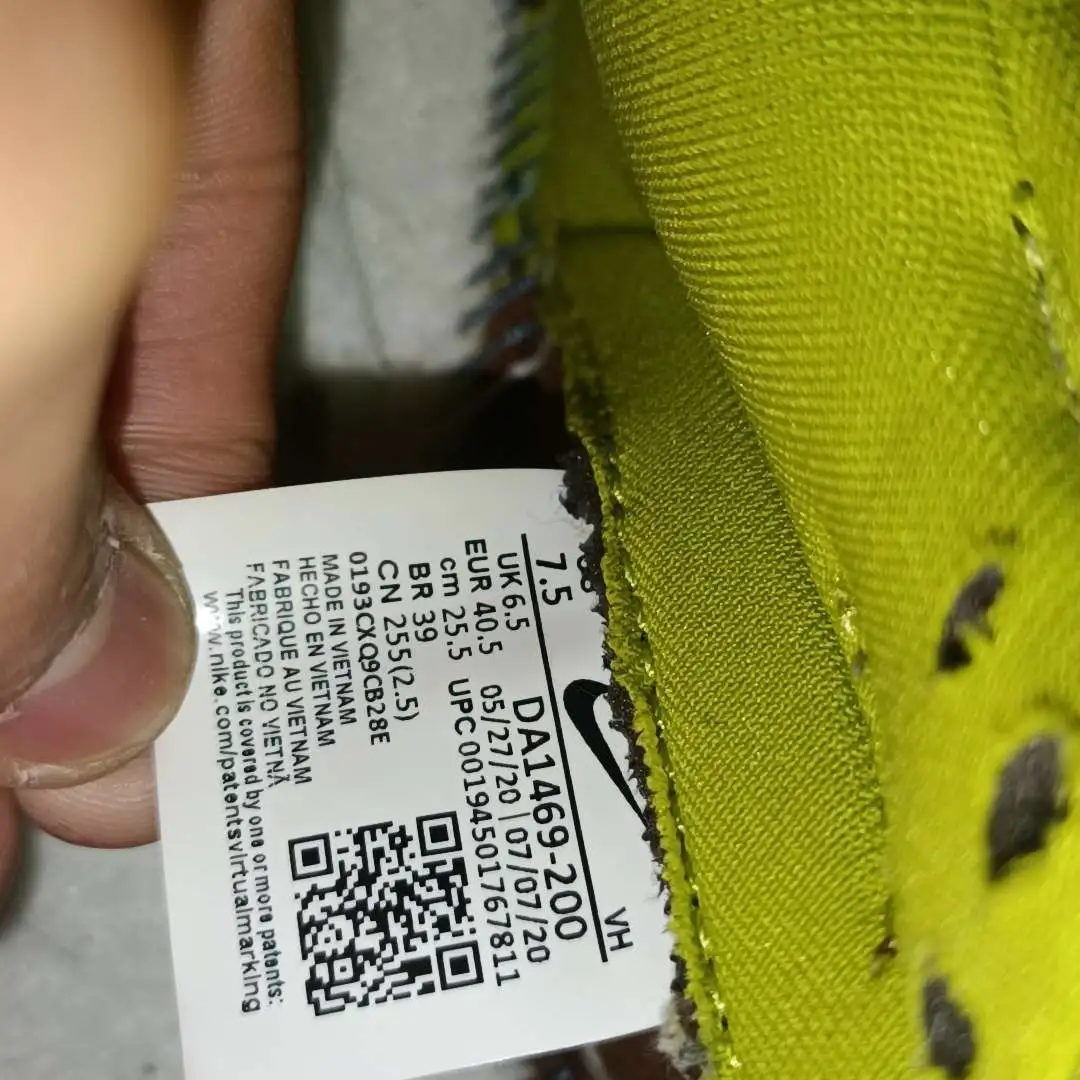 7.5
VH
UK 6.5
DA1469-200
EUR 40.5
05/27/20 | 07/07/20
cm 25.5
UPC 00194501767811
BR 39
CN 255(2.5)
0193CXQ9CB28E
MADE IN VIETNAM
HECHO EN VIETNAM
FABRIQUE AU VIETNAM
FABRICADO NO VIETNÃ
This product is covered by one or more patents:
www.nike.com/patentsvirtualmarking